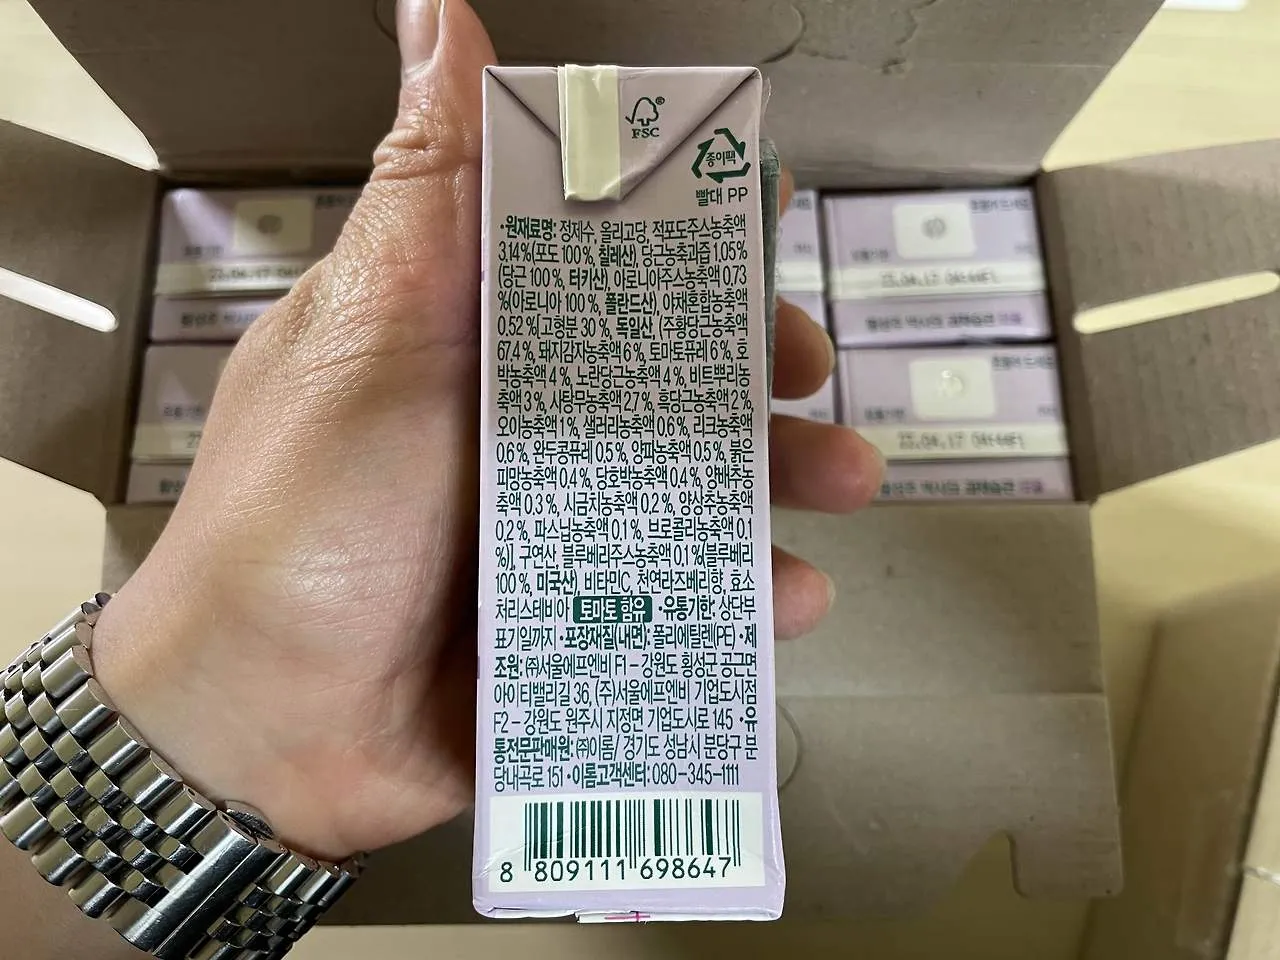 FSC®
종이팩
빨대 PP
•원재료명: 정제수, 올리고당, 적포도주스농축액
3.14%(포도 100%, 칠레산), 당근농축과즙 1.05%
(당근 100%, 터키산), 아로니아주스농축액 0.73
%(아로니아 100%, 폴란드산), 야채혼합농축액
0.52%[고형분 30%, 독일산, (주황당근농축액
67.4%, 돼지감자농축액 6%, 토마토퓨레 6%, 호
박농축액 4%, 노란당근농축액 4%, 비트뿌리농
축액 3%, 사탕무농축액 2.7%, 흑당근농축액 2%,
오이농축액 1%, 샐러리농축액 0.6%, 리크농축액
0.6%, 완두콩퓨레 0.5%, 양파농축액 0.5%, 붉은
피망농축액 0.4%, 당호박농축액 0.4%, 양배추농
축액 0.3%, 시금치농축액 0.2%, 양상추농축액
0.2%, 파스닙농축액 0.1%, 브로콜리농축액 0.1
%)], 구연산, 블루베리주스농축액 0.1%(블루베리
100%, 미국산), 비타민C, 천연라즈베리향, 효소
처리스테비아 토마토 함유 •유통기한: 상단부
표기일까지 •포장재질(내면): 폴리에틸렌(PE) •제
조원: ㈜서울에프엔비 F1 – 강원도 횡성군 공근면
아이티밸리길 36, (주)서울에프엔비 기업도시점
F2 – 강원도 원주시 지정면 기업도시로 145 •유
통전문판매원: ㈜이롬/ 경기도 성남시 분당구 분
당내곡로 151 •이롬고객센터: 080-345-1111
8 809111 698647
23.04.17
23.04.17